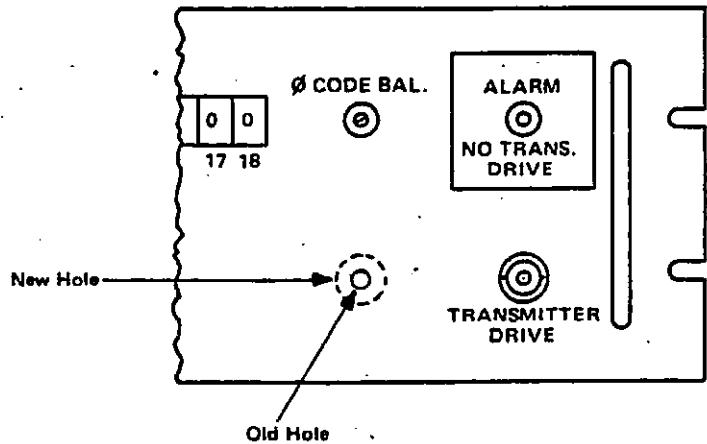 Ø CODE BAL.
ALARM
NO TRANS.
DRIVE
0 0
17 18
New Hole
TRANSMITTER
DRIVE
Old Hole